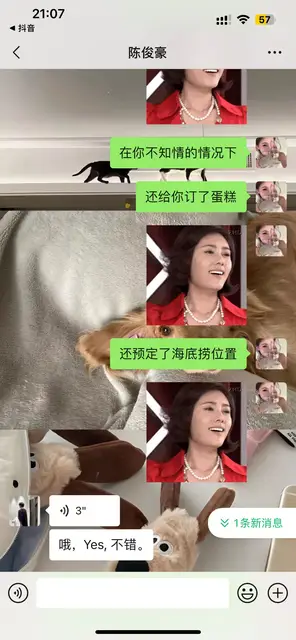 21:07
57
抖音
陈俊豪
在你不知情的情况下
还给你订了蛋糕
还预定了海底捞位置
3"
哦，Yes, 不错。
1条新消息